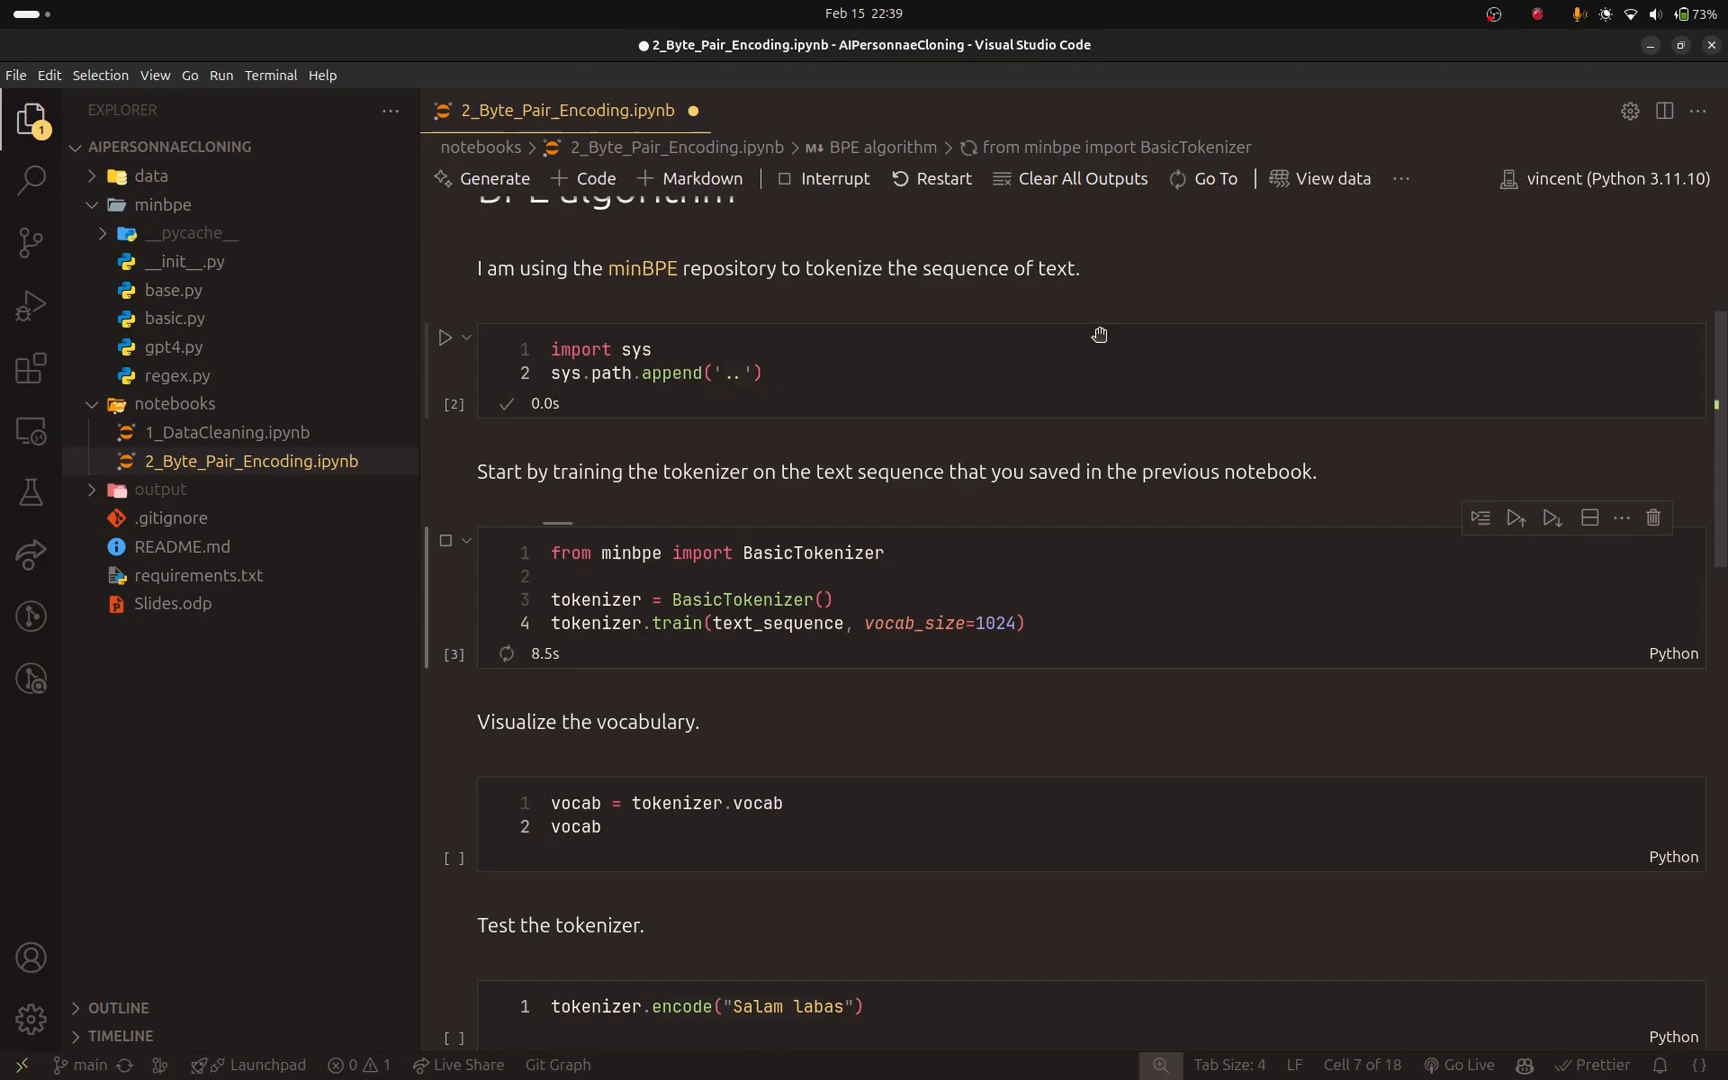 Feb 15 22:39
73%
2_Byte_Pair_Encoding.ipynb - AIPersonnaeCloning - Visual Studio Code
File Edit Selection View Go Run Terminal Help
EXPLORER
AIPERSONNAECLONING
data
minbpe
__pycache__
__init__.py
base.py
basic.py
gpt4.py
regex.py
notebooks
1_DataCleaning.ipynb
2_Byte_Pair_Encoding.ipynb
output
.gitignore
README.md
requirements.txt
Slides.odp
OUTLINE
TIMELINE
1
2_Byte_Pair_Encoding.ipynb
notebooks > 2_Byte_Pair_Encoding.ipynb > M↓ BPE algorithm > from minbpe import BasicTokenizer
Generate + Code + Markdown | Interrupt Restart Clear All Outputs Go To | View data ... vincent (Python 3.11.10)
BPE algorithm
I am using the minBPE repository to tokenize the sequence of text.
1 import sys
2 sys.path.append('..')
[2] 0.0s
Start by training the tokenizer on the text sequence that you saved in the previous notebook.
1 from minbpe import BasicTokenizer
2
3 tokenizer = BasicTokenizer()
4 tokenizer.train(text_sequence, vocab_size=1024)
[3] 8.5s Python
Visualize the vocabulary.
1 vocab = tokenizer.vocab
2 vocab
[ ] Python
Test the tokenizer.
1 tokenizer.encode("Salam labas")
[ ] Python
main Launchpad 0 1 Live Share Git Graph Tab Size: 4 LF Cell 7 of 18 Go Live Prettier { }